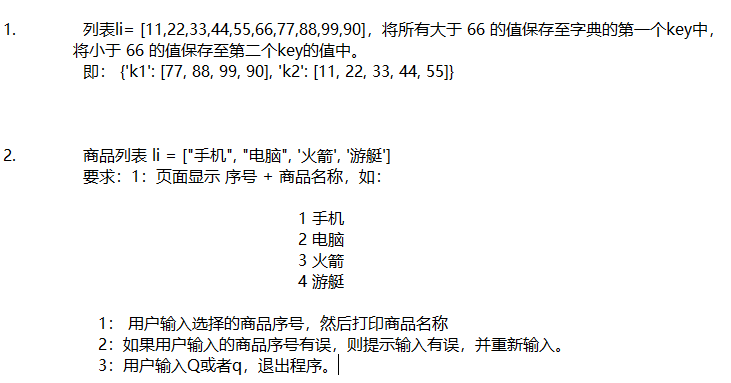 1. 列表li= [11,22,33,44,55,66,77,88,99,90]，将所有大于 66 的值保存至字典的第一个key中，
将小于 66 的值保存至第二个key的值中。
即： {'k1': [77, 88, 99, 90], 'k2': [11, 22, 33, 44, 55]}
2. 商品列表 li = ["手机", "电脑", '火箭', '游艇']
要求：1：页面显示 序号 + 商品名称，如：
1 手机
2 电脑
3 火箭
4 游艇
1： 用户输入选择的商品序号，然后打印商品名称
2：如果用户输入的商品序号有误，则提示输入有误，并重新输入。
3：用户输入Q或者q，退出程序。